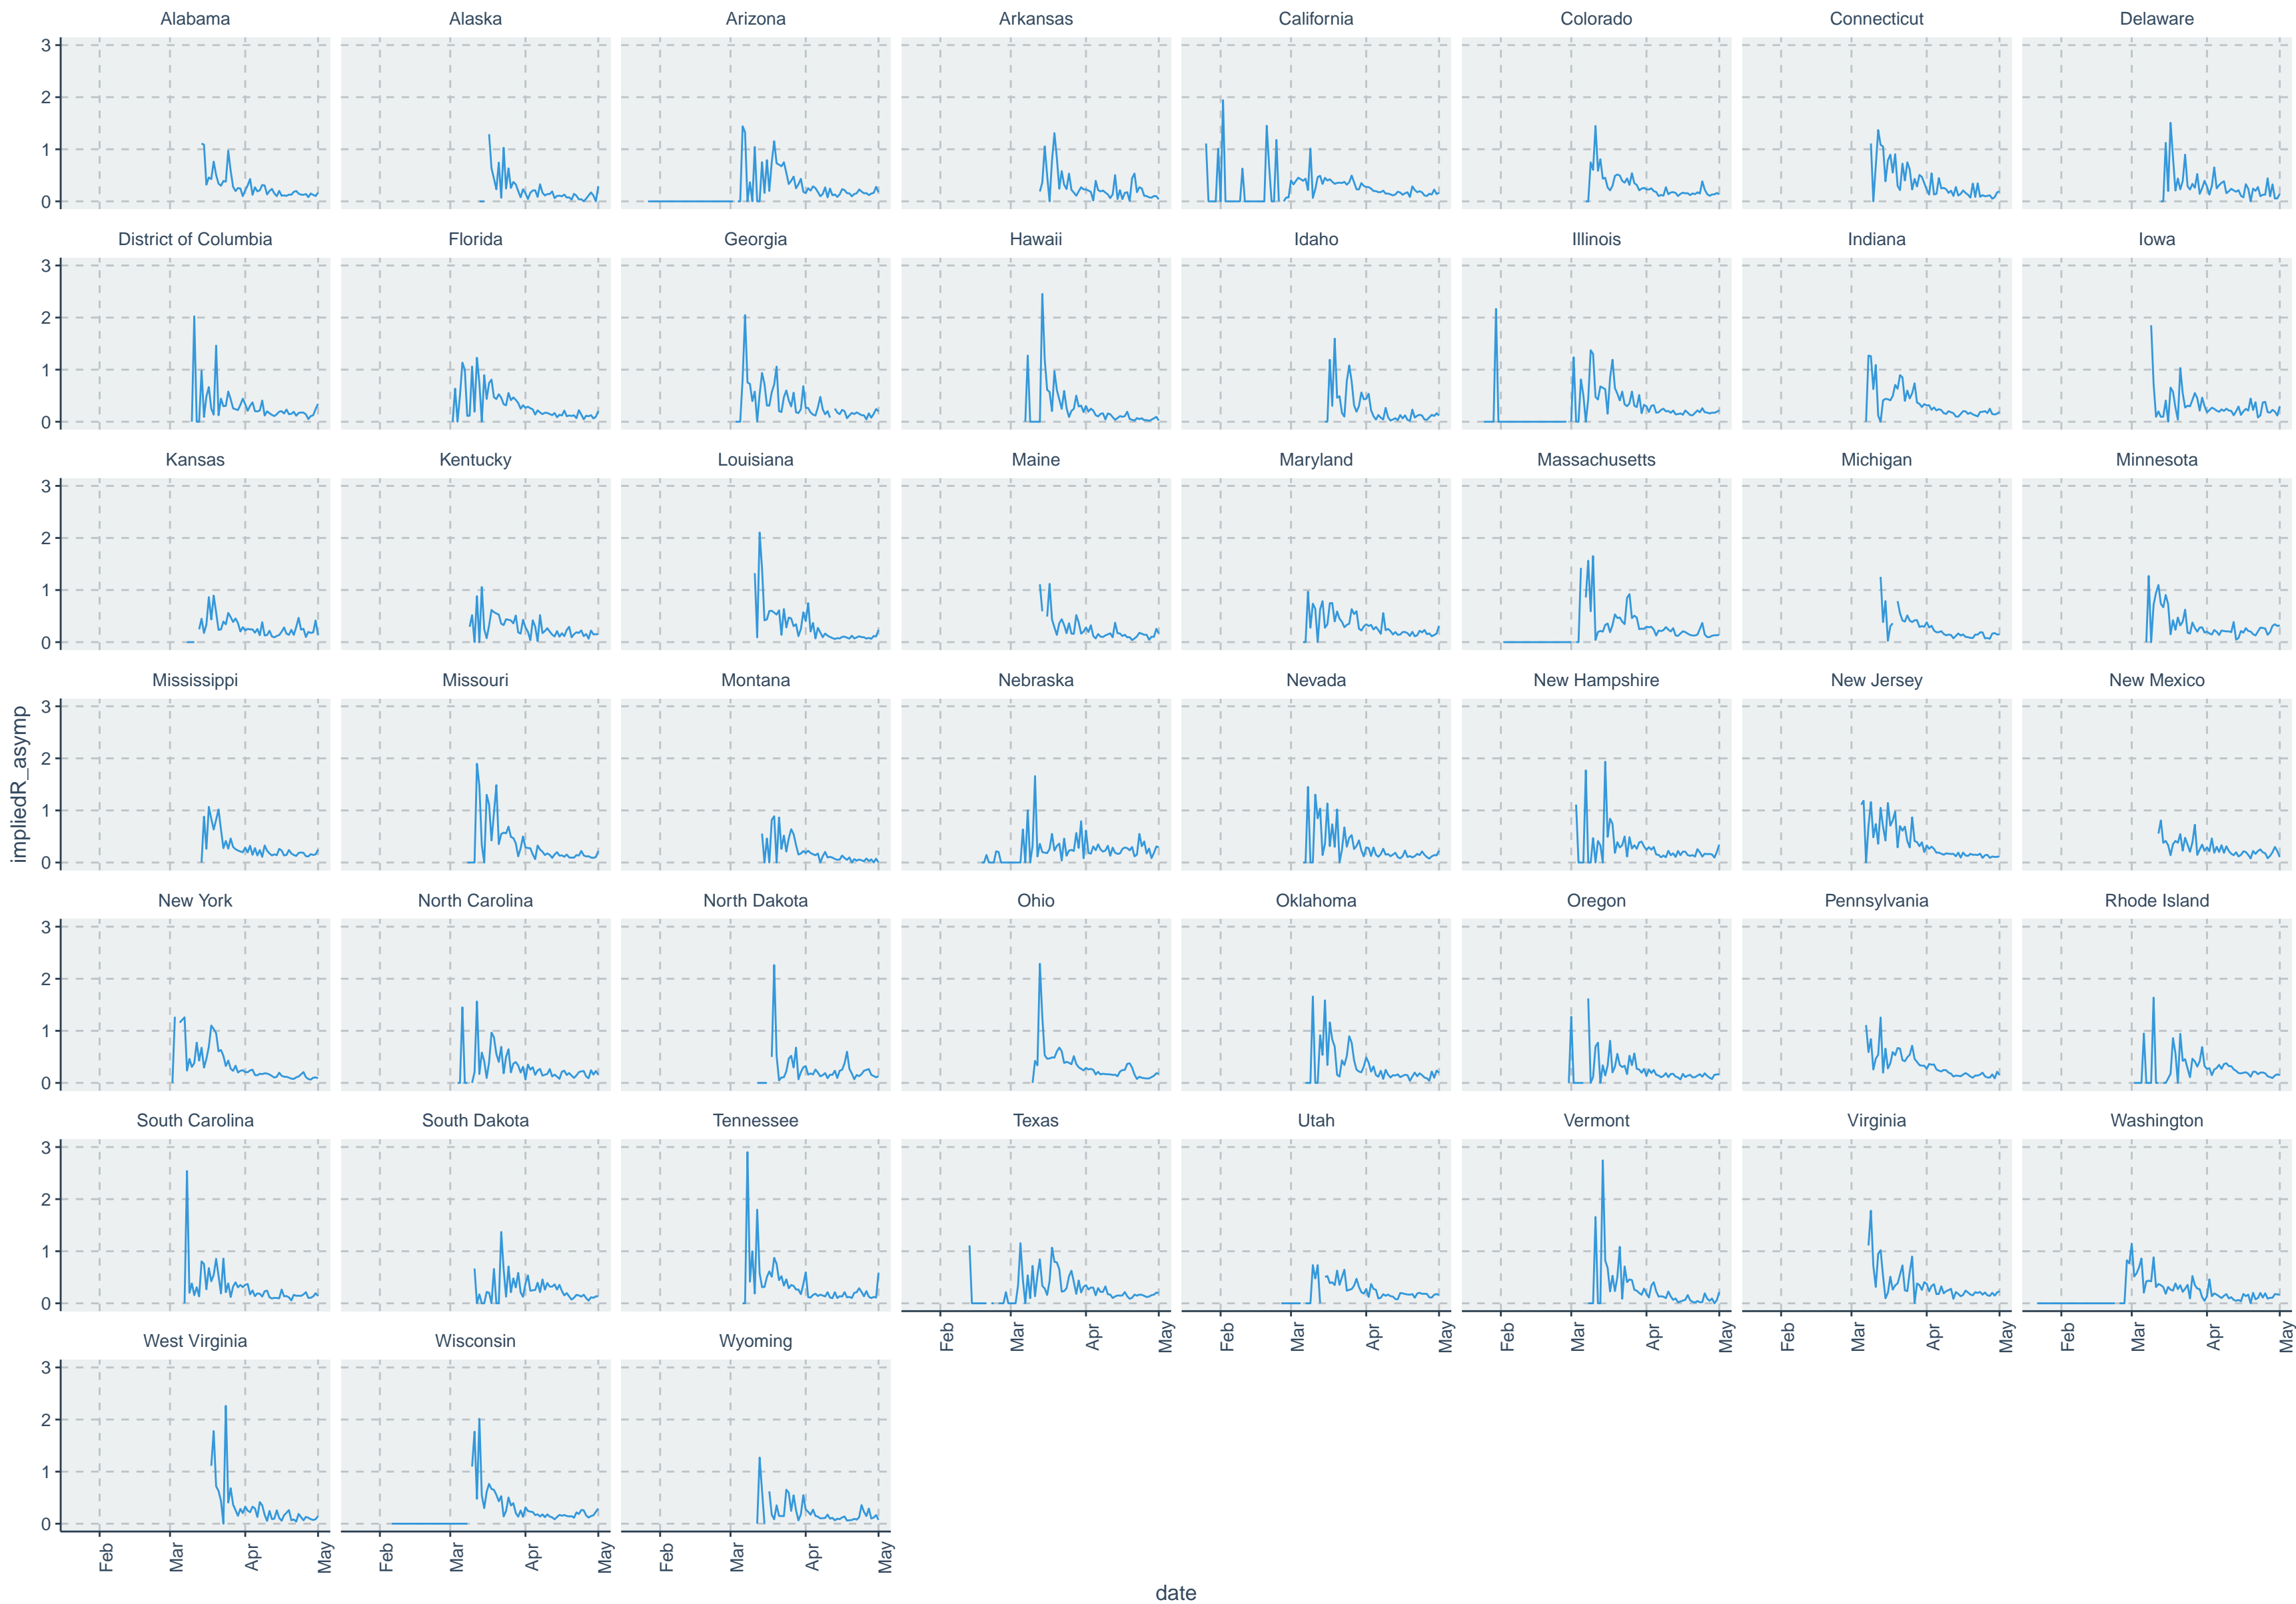 Alabama Alaska Arizona Arkansas California Colorado Connecticut Delaware
3
2
1
0
District of Columbia Florida Georgia Hawaii Idaho Illinois Indiana Iowa
3
2
1
0
Kansas Kentucky Louisiana Maine Maryland Massachusetts Michigan Minnesota
3
2
1
0
Mississippi Missouri Montana Nebraska Nevada New Hampshire New Jersey New Mexico
3
2
1
0
impliedR_asymp
New York North Carolina North Dakota Ohio Oklahoma Oregon Pennsylvania Rhode Island
3
2
1
0
South Carolina South Dakota Tennessee Texas Utah Vermont Virginia Washington
3
2
1
0
Feb Mar Apr May Feb Mar Apr May Feb Mar Apr May Feb Mar Apr May Feb Mar Apr May
West Virginia Wisconsin Wyoming
3
2
1
0
Feb Mar Apr May Feb Mar Apr May Feb Mar Apr May
date